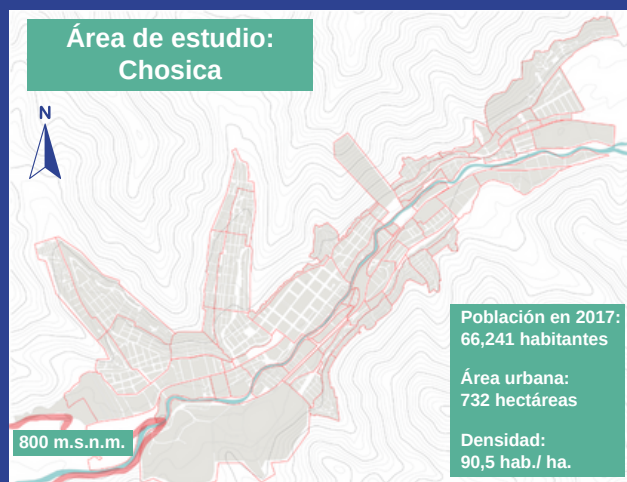 Área de estudio:
Chosica
N
Población en 2017:
66,241 habitantes
Área urbana:
732 hectáreas
Densidad:
90,5 hab./ ha.
800 m.s.n.m.